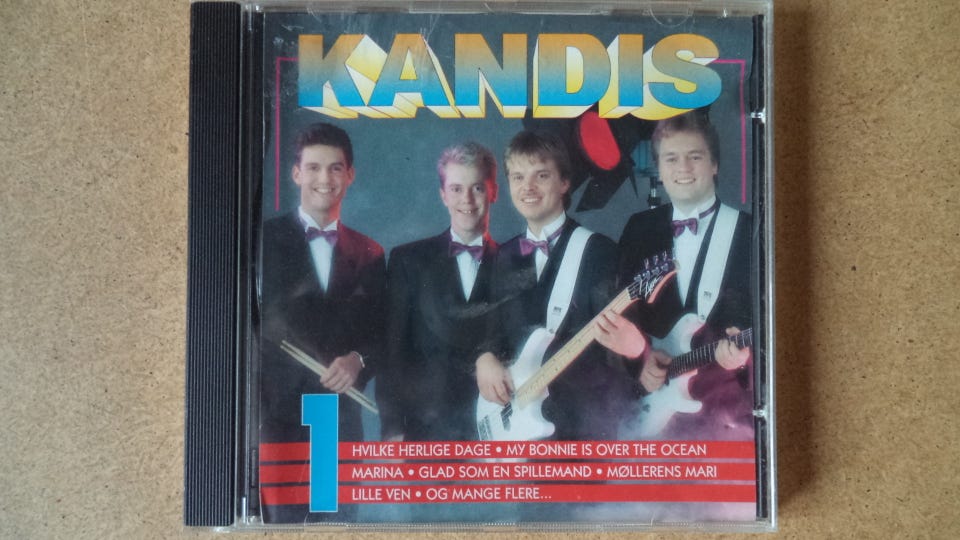 KANDIS
1
HVILKE HERLIGE DAGE • MY BONNIE IS OVER THE OCEAN
MARINA • GLAD SOM EN SPILLEMAND • MØLLERENS MARI
LILLE VEN • OG MANGE FLERE...